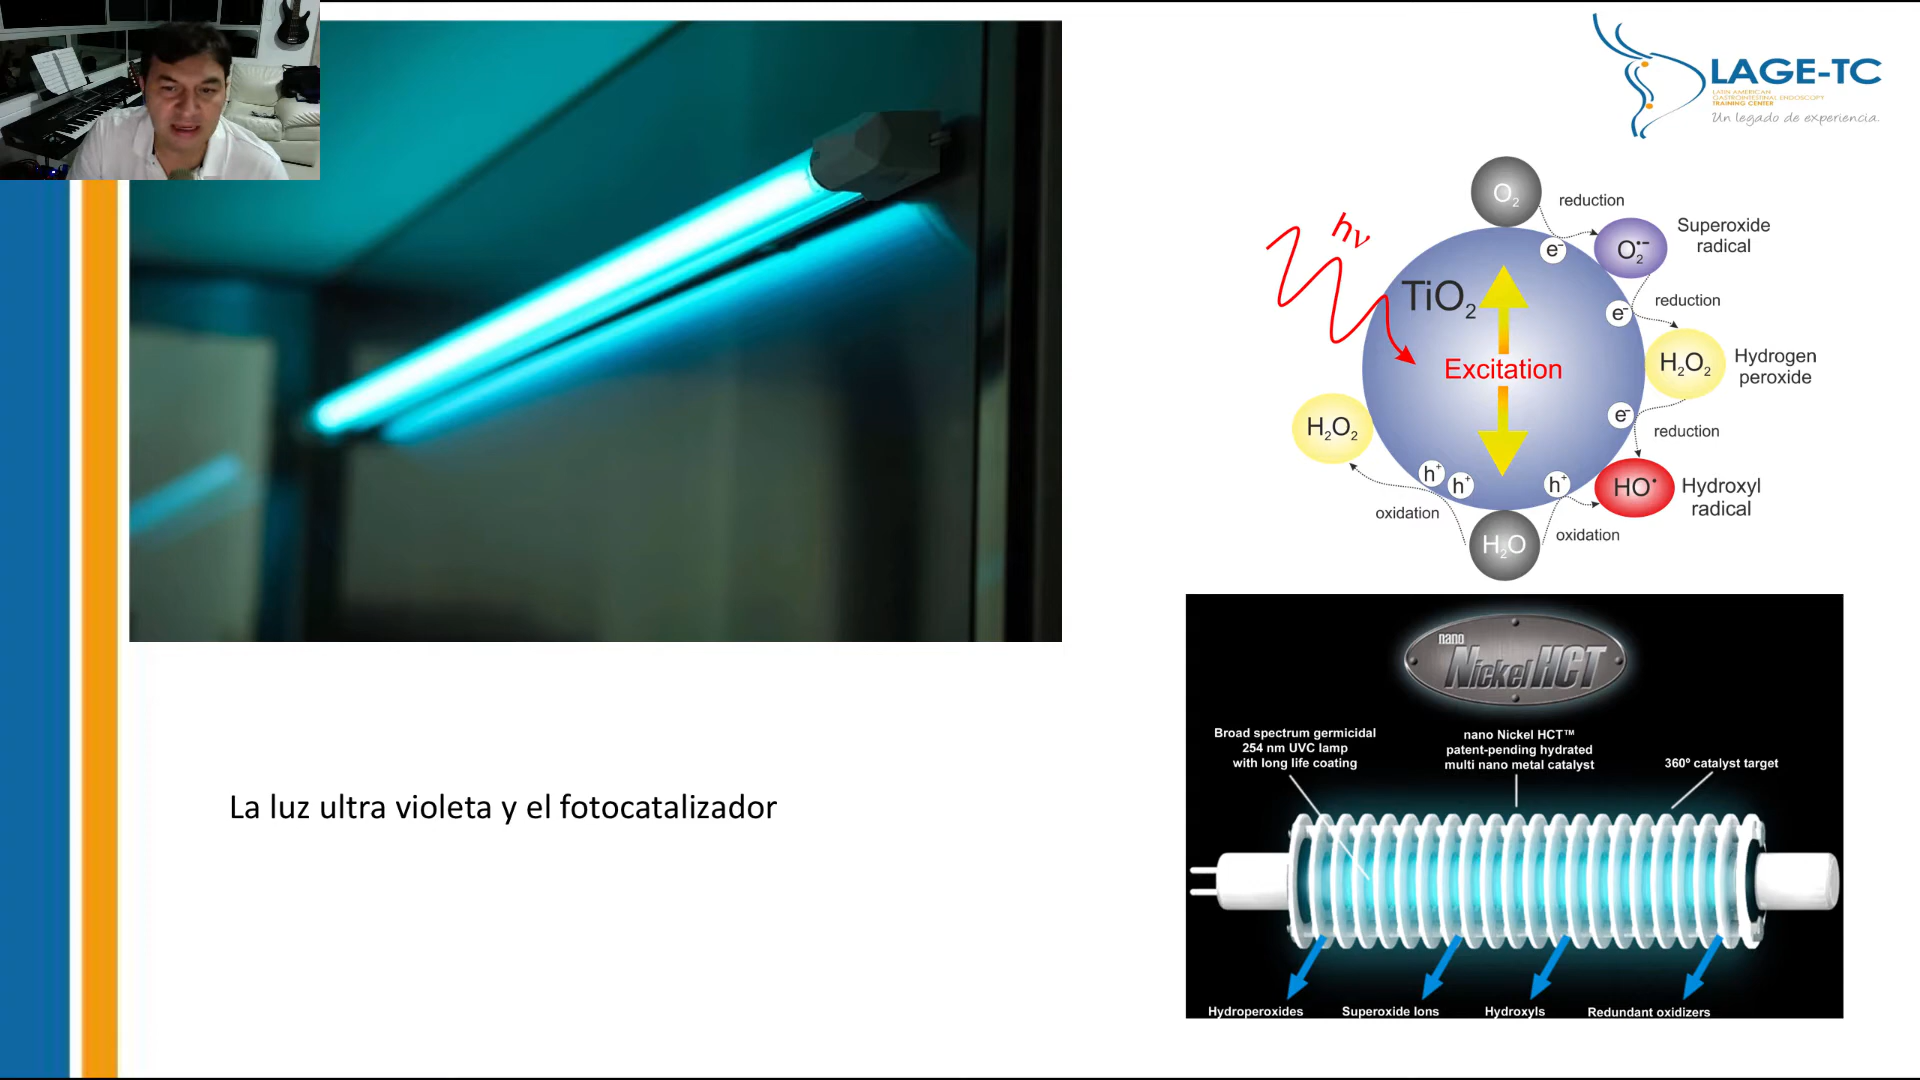 LAGE-TC
LATIN AMERICAN
GASTROINTESTINAL ENDOSCOPY
TRAINING CENTER
Un legado de experiencia.
O₂
reduction
Superoxide
radical
e⁻
O₂•⁻
hν
TiO₂
reduction
e⁻
Excitation
H₂O₂
Hydrogen
peroxide
e⁻
reduction
H₂O₂
h⁺
h⁺
h⁺
HO•
Hydroxyl
radical
oxidation
oxidation
H₂O
nano
Nickel HCT
Broad spectrum germicidal
254 nm UVC lamp
with long life coating
nano Nickel HCT™
patent-pending hydrated
multi nano metal catalyst
360º catalyst target
Hydroperoxides
Superoxide Ions
Hydroxyls
Redundant oxidizers
La luz ultra violeta y el fotocatalizador